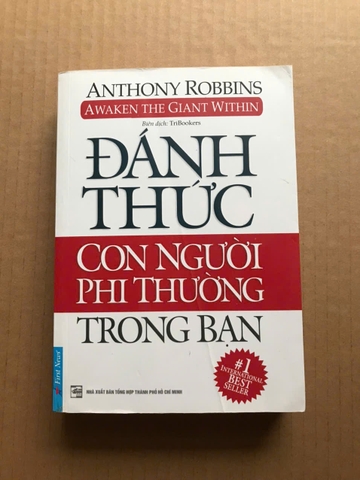 ANTHONY ROBBINS
AWAKEN THE GIANT WITHIN
Biên dịch: TriBookers
ĐÁNH
THỨC
CON NGƯỜI
PHI THƯỜNG
TRONG BẠN
#1
INTERNATIONAL
BEST
SELLER
First News
NHÀ XUẤT BẢN TỔNG HỢP THÀNH PHỐ HỒ CHÍ MINH